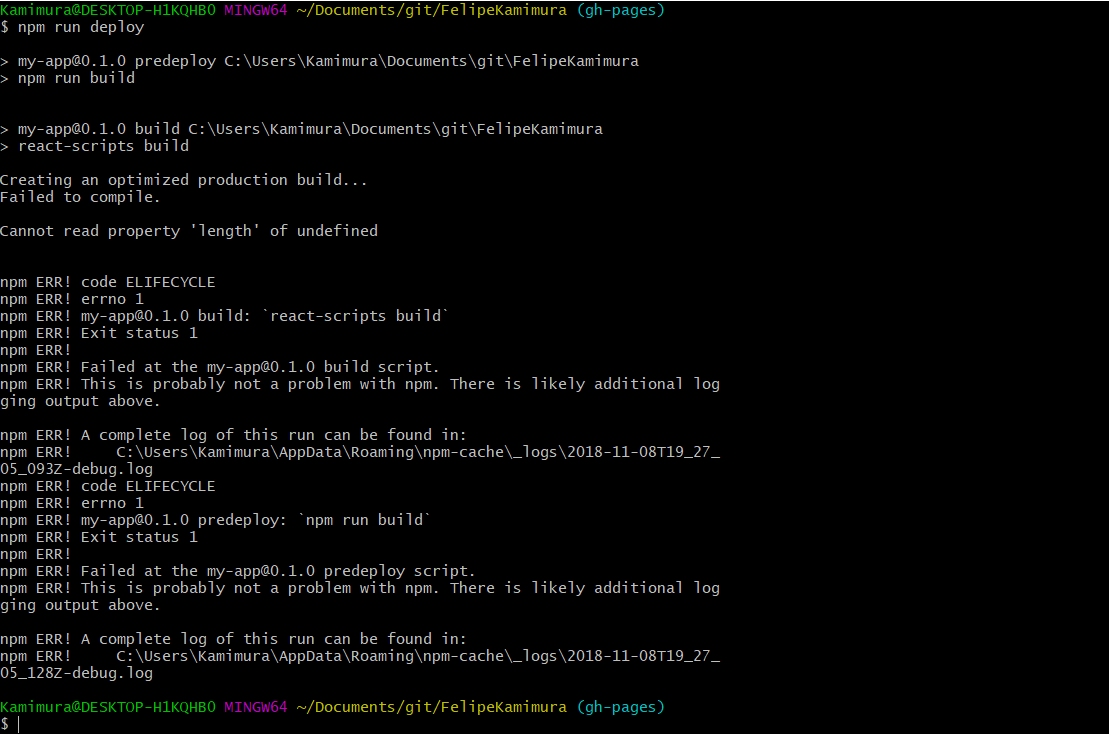 Kamimura@DESKTOP-H1KQHB0 MINGW64 ~/Documents/git/FelipeKamimura (gh-pages)
$ npm run deploy
> my-app@0.1.0 predeploy C:\Users\Kamimura\Documents\git\FelipeKamimura
> npm run build
> my-app@0.1.0 build C:\Users\Kamimura\Documents\git\FelipeKamimura
> react-scripts build
Creating an optimized production build...
Failed to compile.
Cannot read property 'length' of undefined
npm ERR! code ELIFECYCLE
npm ERR! errno 1
npm ERR! my-app@0.1.0 build: `react-scripts build`
npm ERR! Exit status 1
npm ERR!
npm ERR! Failed at the my-app@0.1.0 build script.
npm ERR! This is probably not a problem with npm. There is likely additional log
ging output above.
npm ERR! A complete log of this run can be found in:
npm ERR!     C:\Users\Kamimura\AppData\Roaming\npm-cache\_logs\2018-11-08T19_27_
05_093Z-debug.log
npm ERR! code ELIFECYCLE
npm ERR! errno 1
npm ERR! my-app@0.1.0 predeploy: `npm run build`
npm ERR! Exit status 1
npm ERR!
npm ERR! Failed at the my-app@0.1.0 predeploy script.
npm ERR! This is probably not a problem with npm. There is likely additional log
ging output above.
npm ERR! A complete log of this run can be found in:
npm ERR!     C:\Users\Kamimura\AppData\Roaming\npm-cache\_logs\2018-11-08T19_27_
05_128Z-debug.log
Kamimura@DESKTOP-H1KQHB0 MINGW64 ~/Documents/git/FelipeKamimura (gh-pages)
$